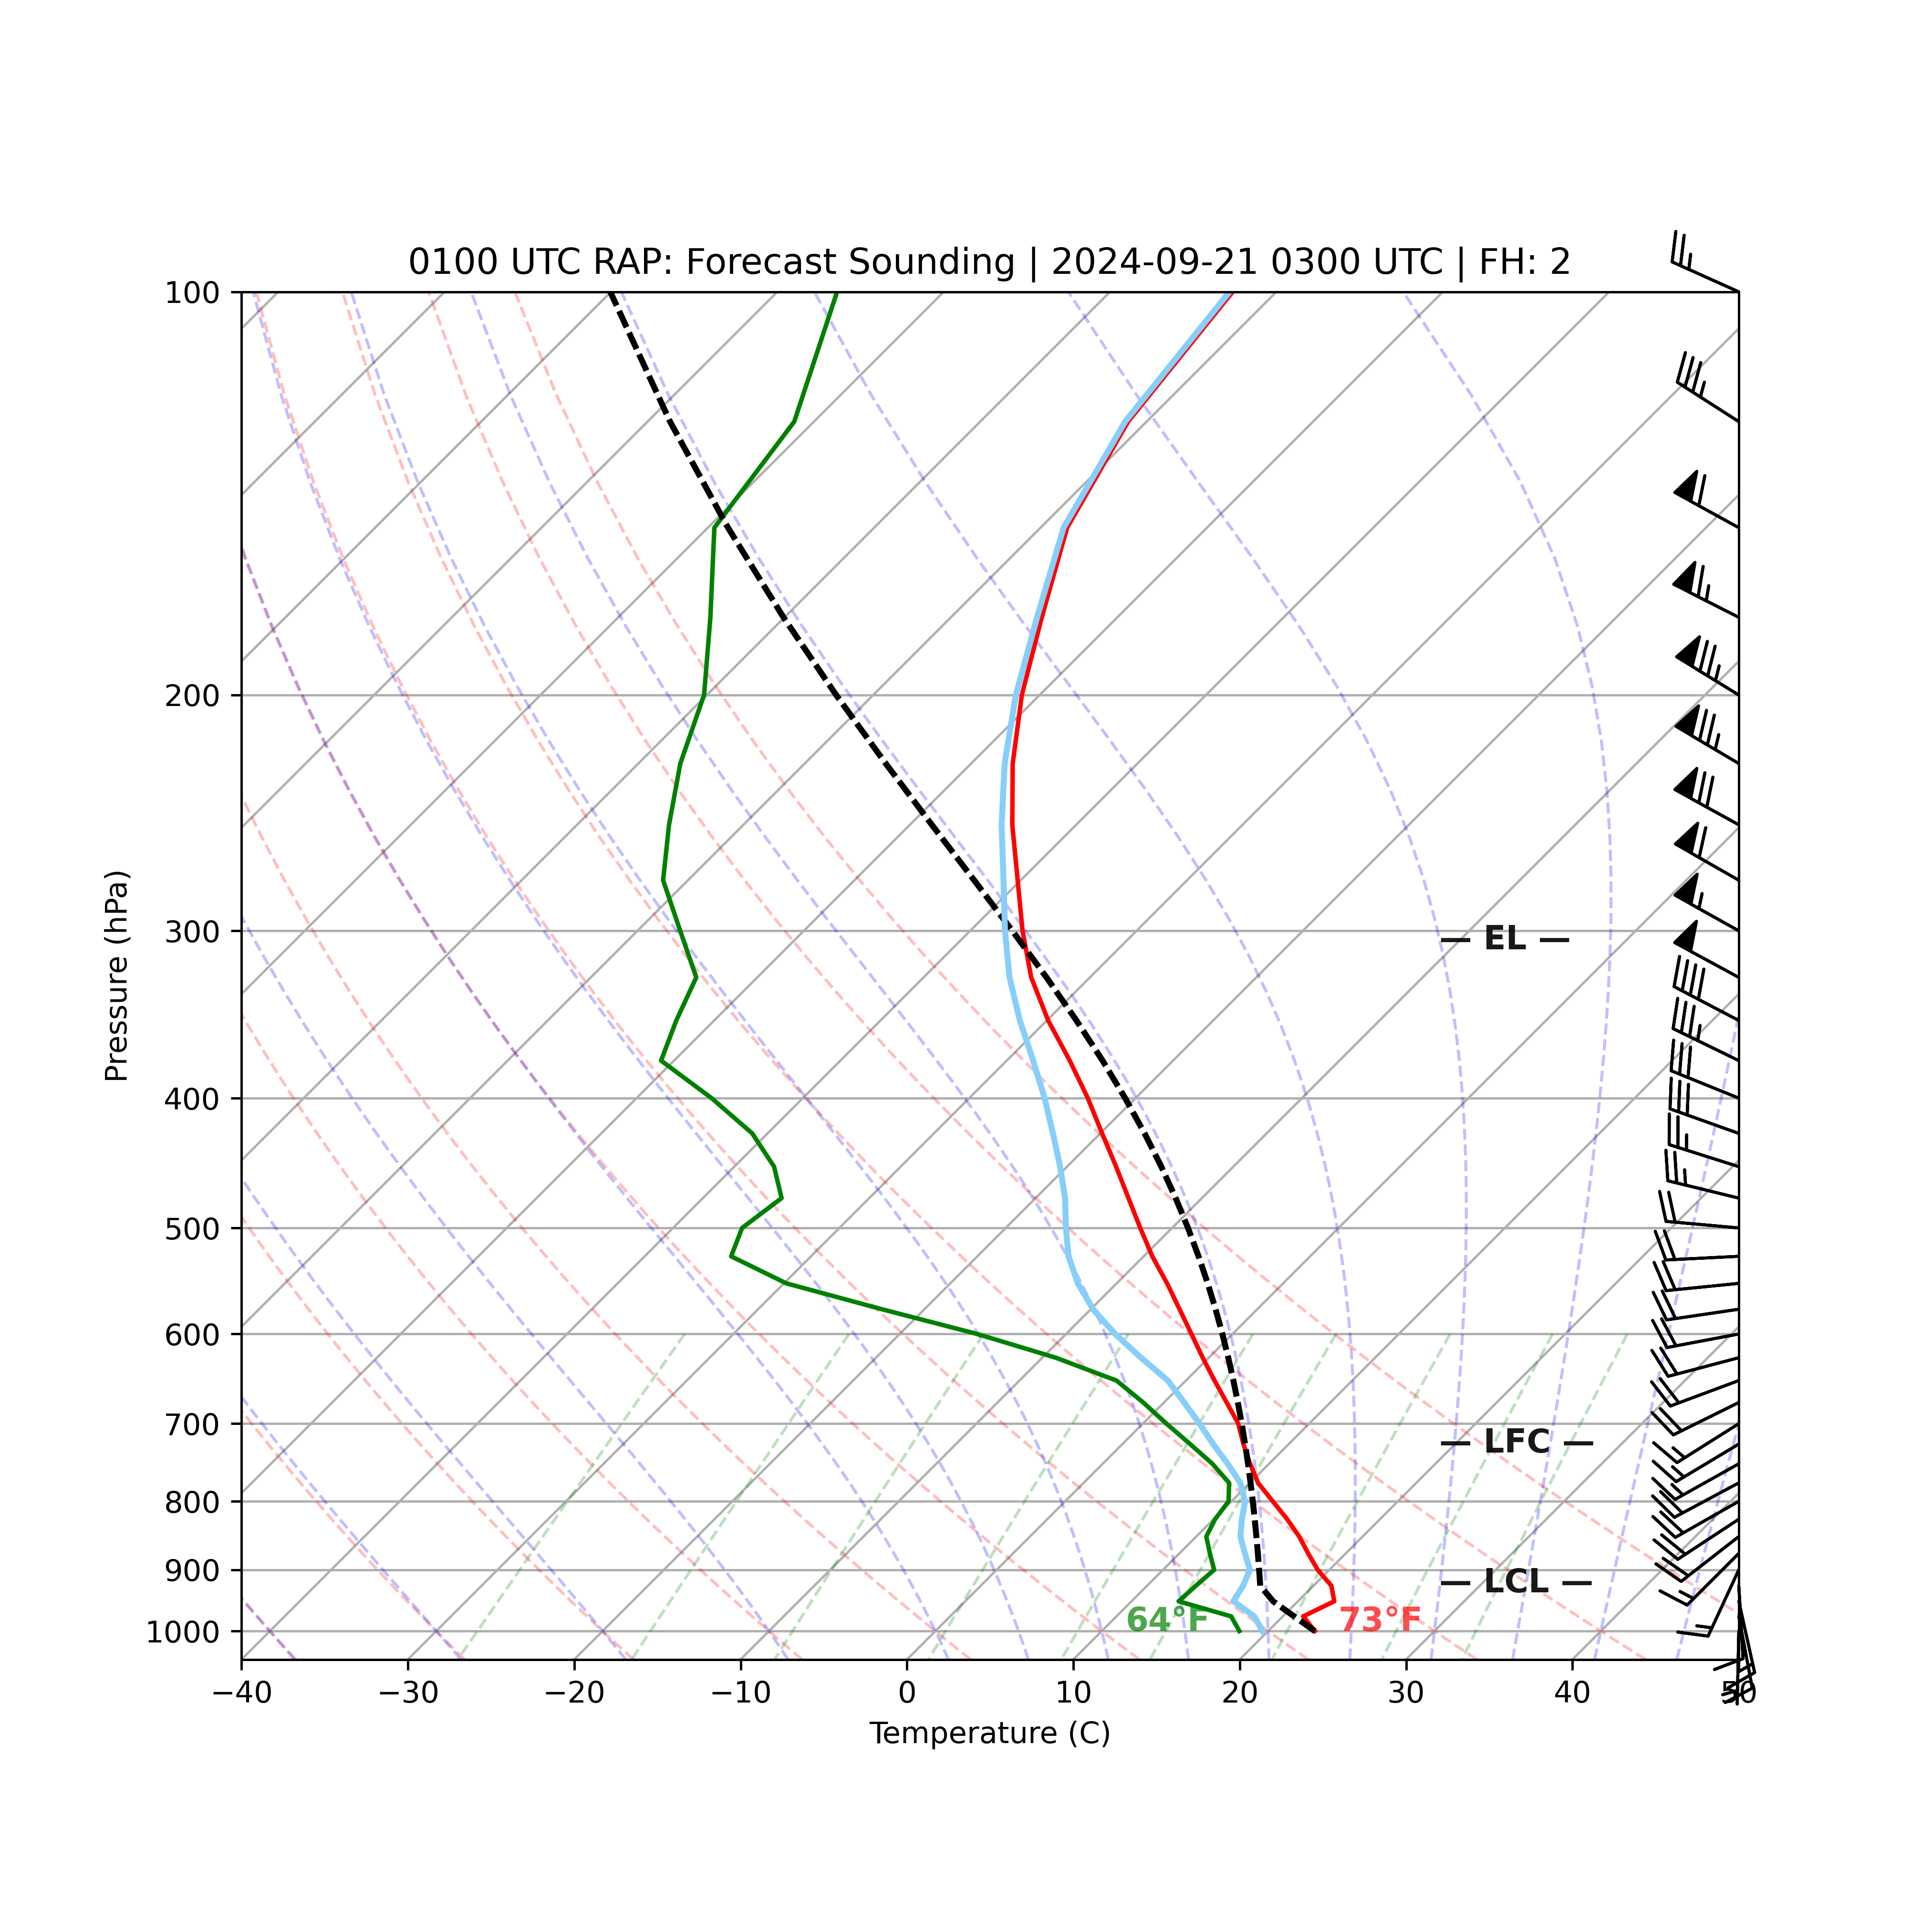 0100 UTC RAP: Forecast Sounding | 2024-09-21 0300 UTC | FH: 2
100
200
300
400
500
600
700
800
900
1000
Pressure (hPa)
— EL —
— LFC —
— LCL —
64°F
73°F
−40 −30 −20 −10 0 10 20 30 40 50
Temperature (C)